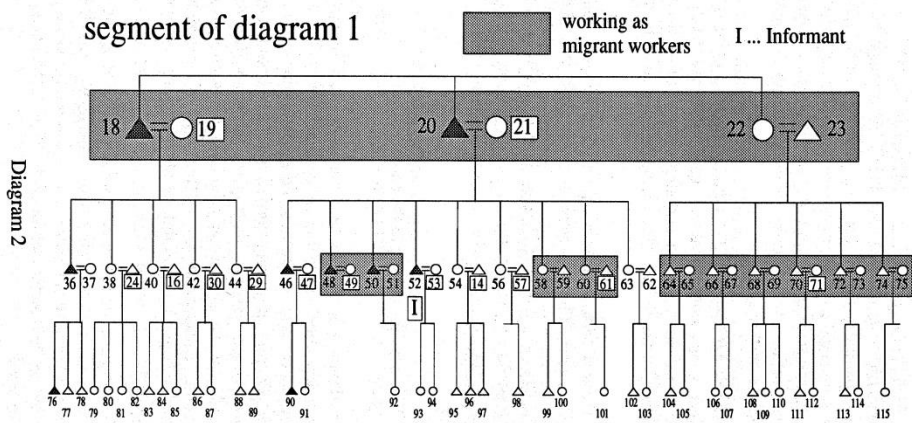 segment of diagram 1
working as
migrant workers
I ... Informant
18 19 20 21 22 23
Diagram 2
36 37 38 24 40 16 42 30 44 29 46 47 48 49 50 51 52 53 54 14 56 57 58 59 60 61 63 62 64 65 66 67 68 69 70 71 72 73 74 75
I
76 78 80 82 84 86 88 90 92 94 96 98 100 102 104 106 108 110 112 114
77 79 81 83 85 87 89 91 93 95 97 99 101 103 105 107 109 111 113 115